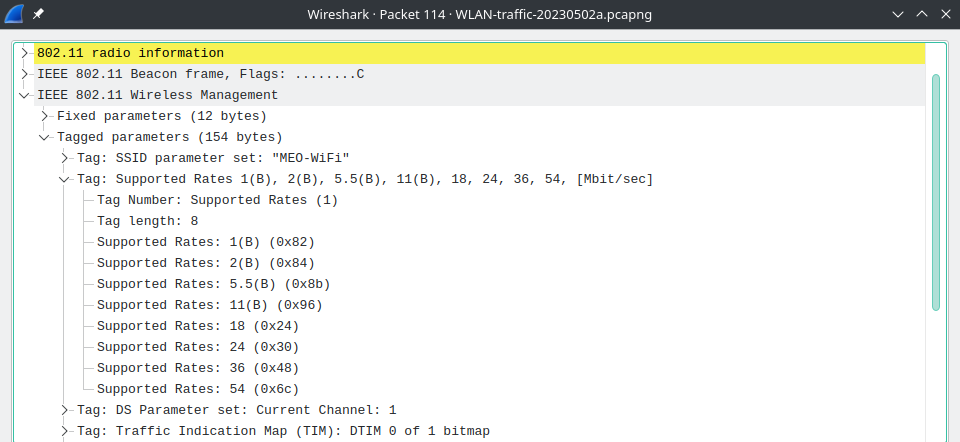 Wireshark · Packet 114 · WLAN-traffic-20230502a.pcapng
802.11 radio information
IEEE 802.11 Beacon frame, Flags: ........C
IEEE 802.11 Wireless Management
Fixed parameters (12 bytes)
Tagged parameters (154 bytes)
Tag: SSID parameter set: "MEO-WiFi"
Tag: Supported Rates 1(B), 2(B), 5.5(B), 11(B), 18, 24, 36, 54, [Mbit/sec]
Tag Number: Supported Rates (1)
Tag length: 8
Supported Rates: 1(B) (0x82)
Supported Rates: 2(B) (0x84)
Supported Rates: 5.5(B) (0x8b)
Supported Rates: 11(B) (0x96)
Supported Rates: 18 (0x24)
Supported Rates: 24 (0x30)
Supported Rates: 36 (0x48)
Supported Rates: 54 (0x6c)
Tag: DS Parameter set: Current Channel: 1
Tag: Traffic Indication Map (TIM): DTIM 0 of 1 bitmap